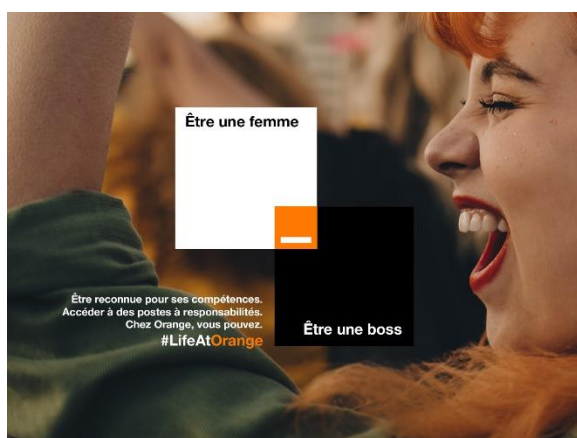 Être une femme
Être reconnue pour ses compétences.
Accéder à des postes à responsabilités.
Chez Orange, vous pouvez.
#LifeAtOrange
Être une boss